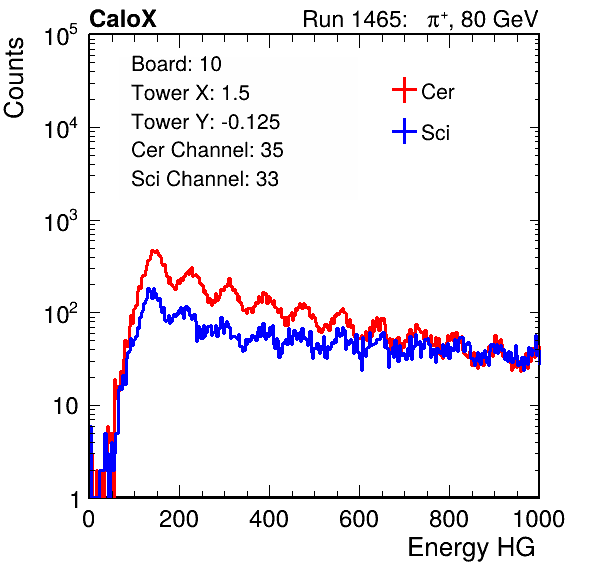 CaloX Run 1465: π⁺, 80 GeV
Counts
10⁵
10⁴
10³
10²
10
1
Board: 10
Tower X: 1.5
Tower Y: -0.125
Cer Channel: 35
Sci Channel: 33
Cer
Sci
0 200 400 600 800 1000
Energy HG